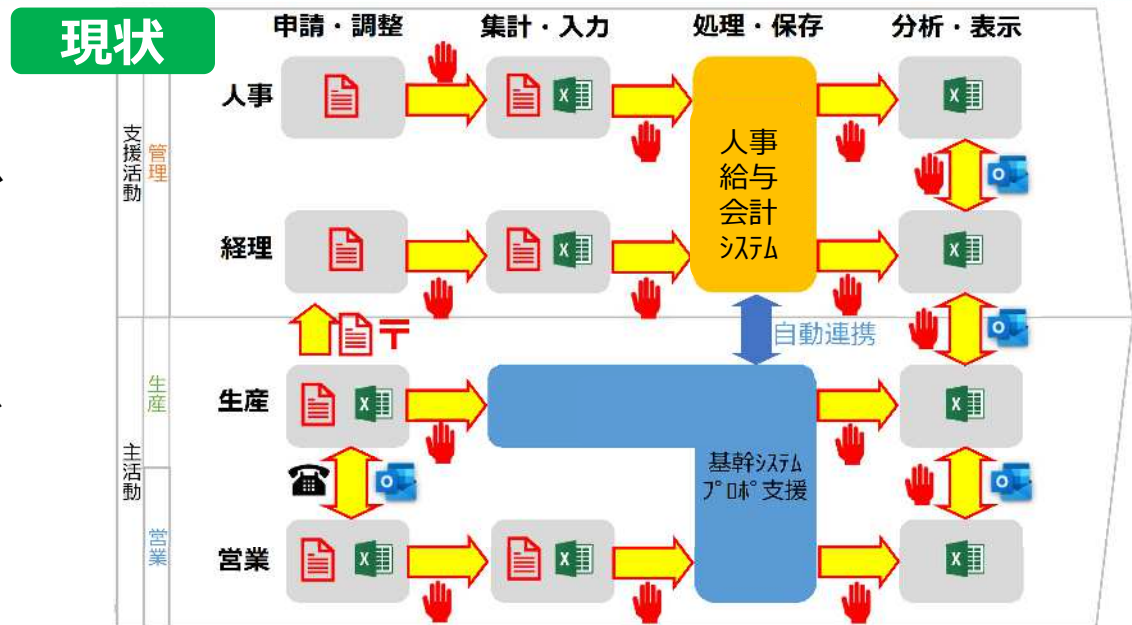 現状
申請・調整 集計・入力 処理・保存 分析・表示
支援活動
管理
人事
人事
給与
会計
システム
経理
自動連携
主活動
生産
生産
基幹システム
プロポ支援
営業
営業